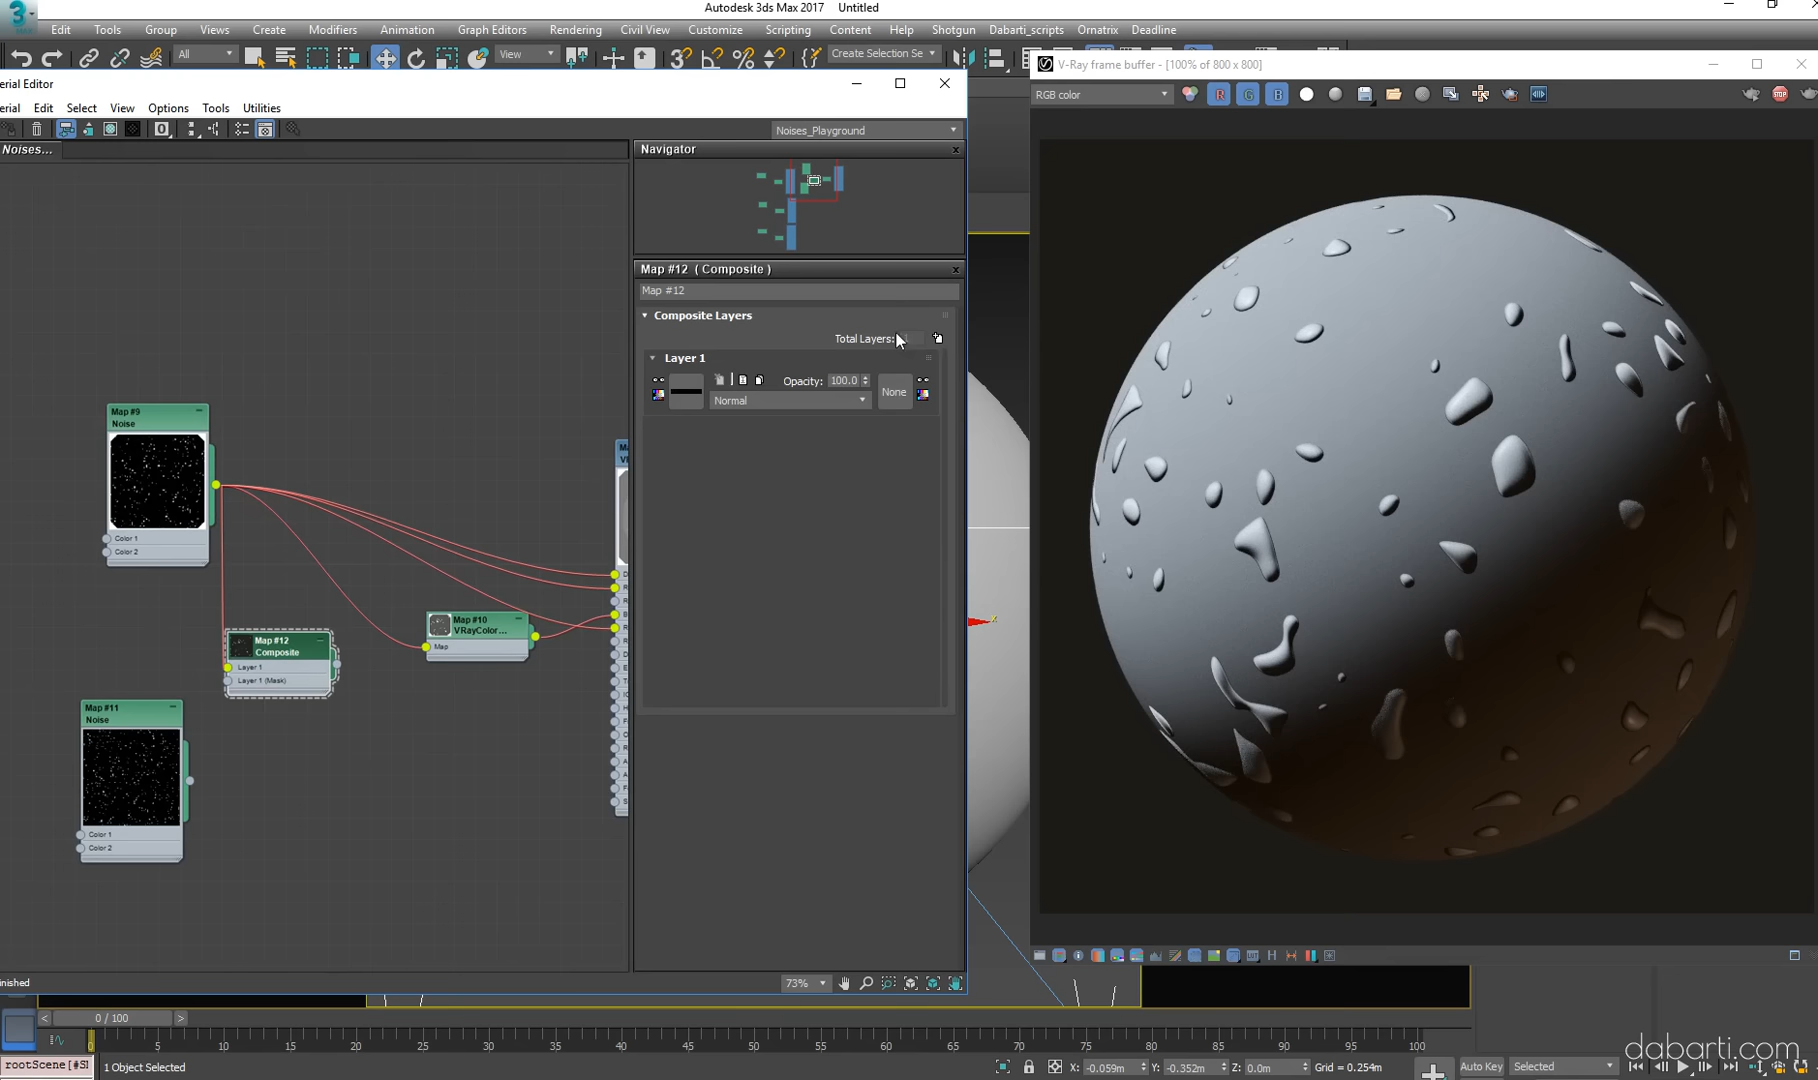 Autodesk 3ds Max 2017 Untitled
Edit Tools Group Views Create Modifiers Animation Graph Editors Rendering Civil View Customize Scripting Content Help Shotgun Dabarti_scripts Ornatrix Deadline
All
View
Create Selection Se
erial Editor
erial Edit Select View Options Tools Utilities
Noises_Playground
Noises...
Navigator
Map #12 ( Composite )
Map #12
Composite Layers
Total Layers:
Layer 1
Opacity: 100.0
None
Normal
Map #9
Noise
Color 1
Color 2
Map #12
Composite
Layer 1
Layer 1 (Mask)
Map #10
VRayColor...
Map
Map #11
Noise
Color 1
Color 2
inished
73%
V-Ray frame buffer - [100% of 800 x 800]
RGB color
R G B
0 / 100
0 5 10 15 20 25 30 35 40 45 50 55 60 65 70 75 80 85 90 95 100
rootScene[#S
1 Object Selected
X: -0.059m Y: -0.352m Z: 0.0m Grid = 0.254m
Auto Key Selected
dabarti.com